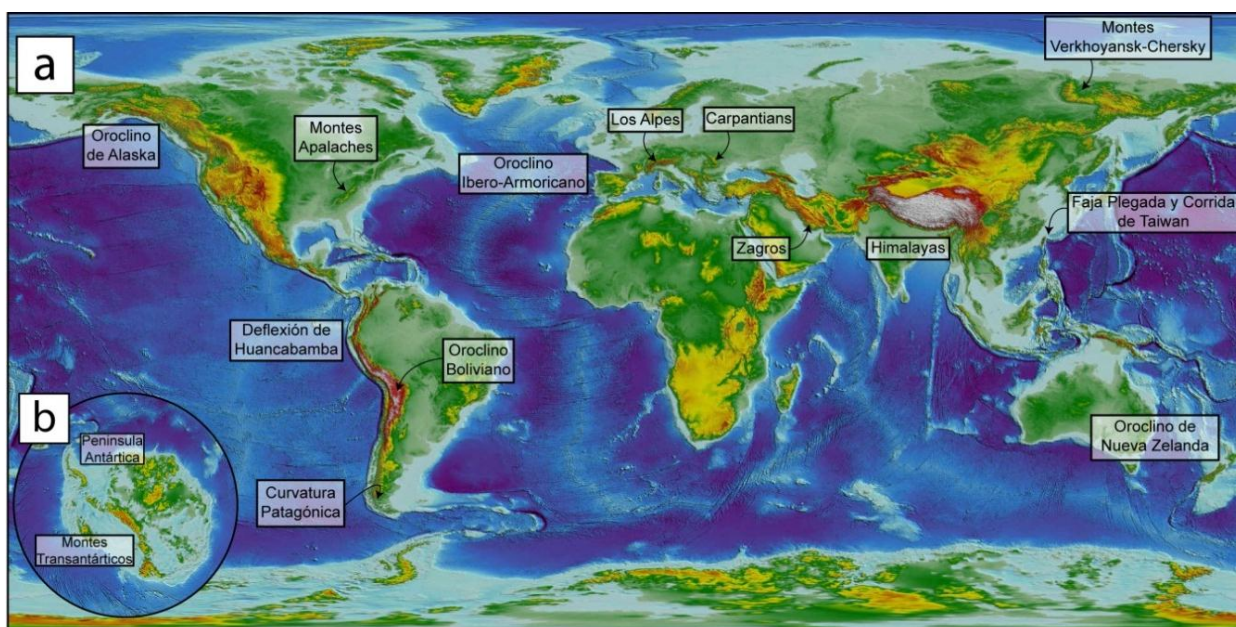 a
Montes
Verkhoyansk-Chersky
Oroclino
de Alaska
Montes
Apalaches
Los Alpes
Carpantians
Oroclino
Ibero-Armoricano
Faja Plegada y Corrida
de Taiwan
Zagros
Himalayas
Deflexión de
Huancabamba
Oroclino
Boliviano
b
Peninsula
Antártica
Oroclino de
Nueva Zelanda
Curvatura
Patagónica
Montes
Transantárticos